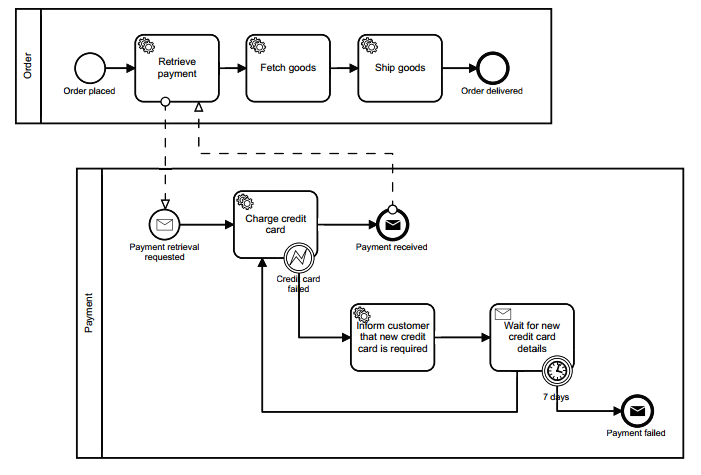 Order
Retrieve
payment
Fetch goods
Ship goods
Order placed
Order delivered
Payment
Charge credit
card
Payment retrieval
requested
Payment received
Credit card
failed
Inform customer
that new credit
card is required
Wait for new
credit card
details
7 days
Payment failed